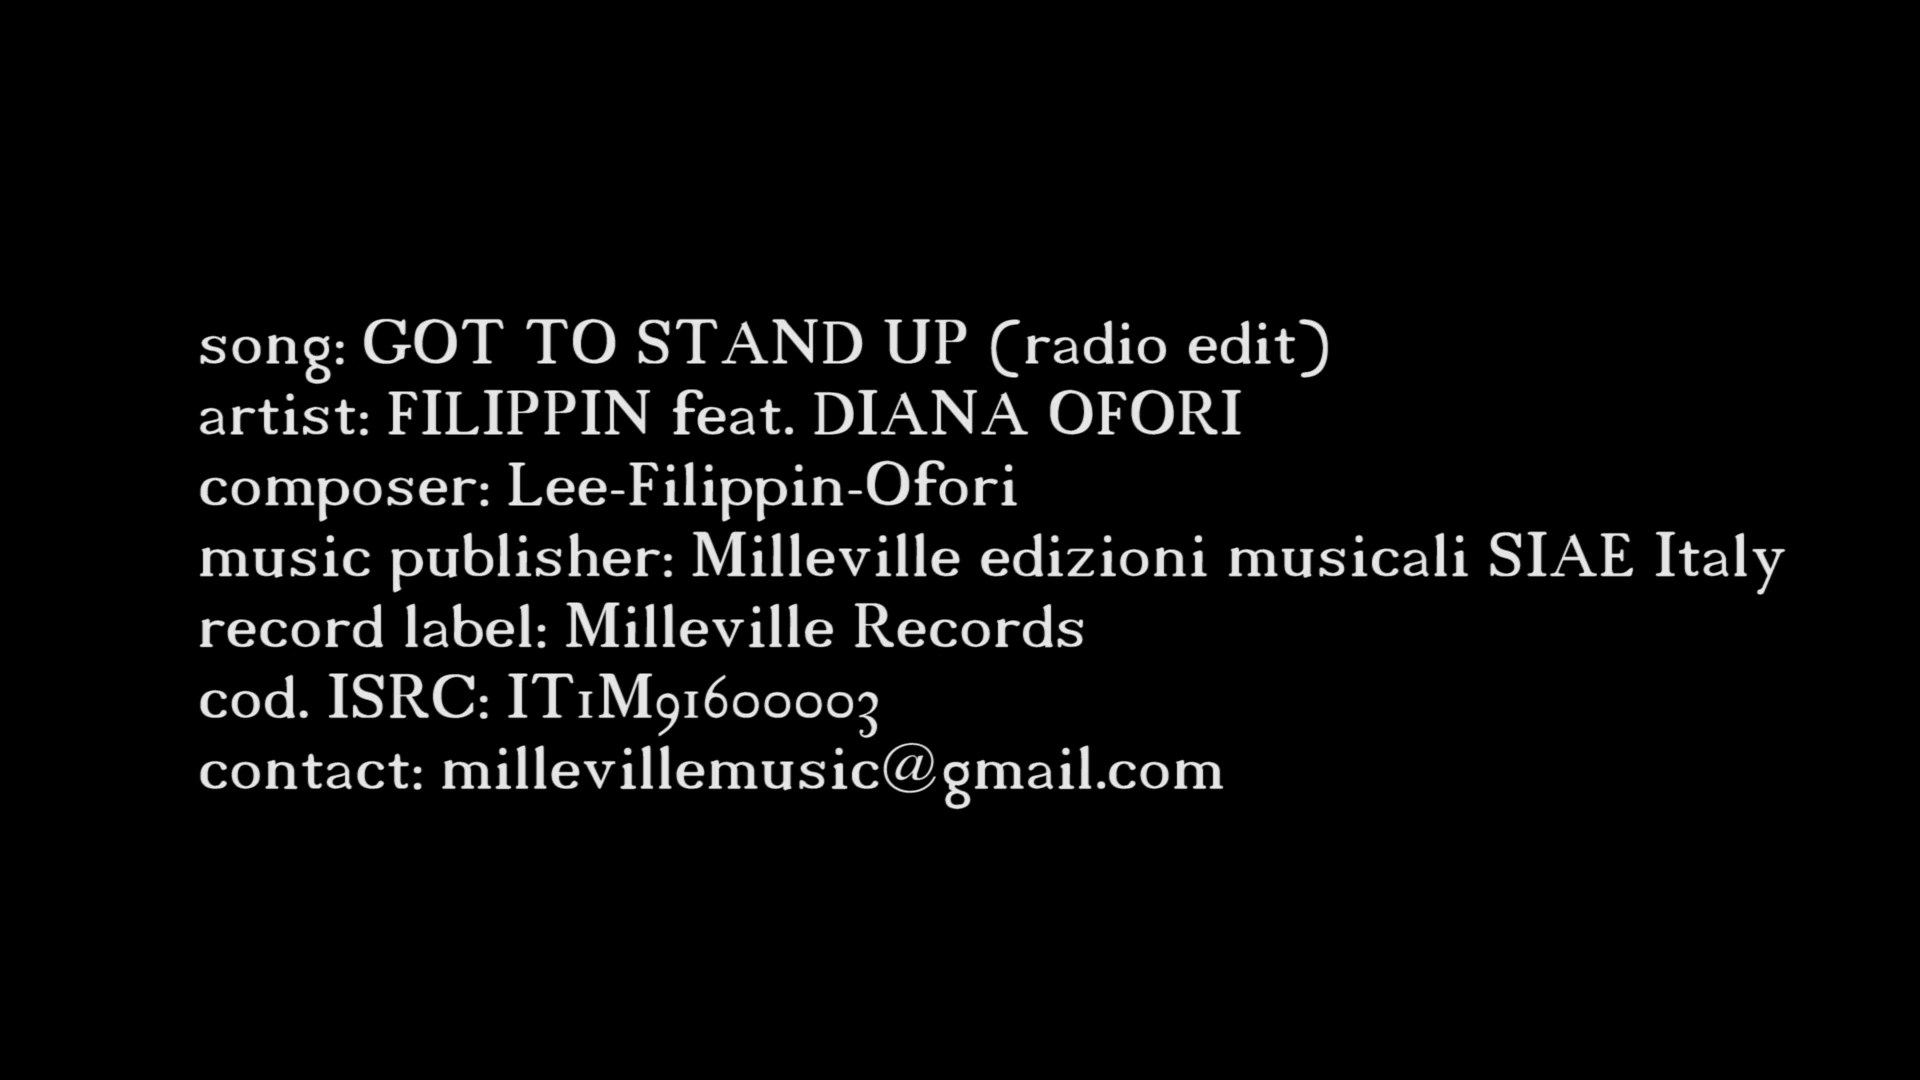 song: GOT TO STAND UP (radio edit)
artist: FILIPPIN feat. DIANA OFORI
composer: Lee-Filippin-Ofori
music publisher: Milleville edizioni musicali SIAE Italy
record label: Milleville Records
cod. ISRC: IT1M91600003
contact: millevillemusic@gmail.com